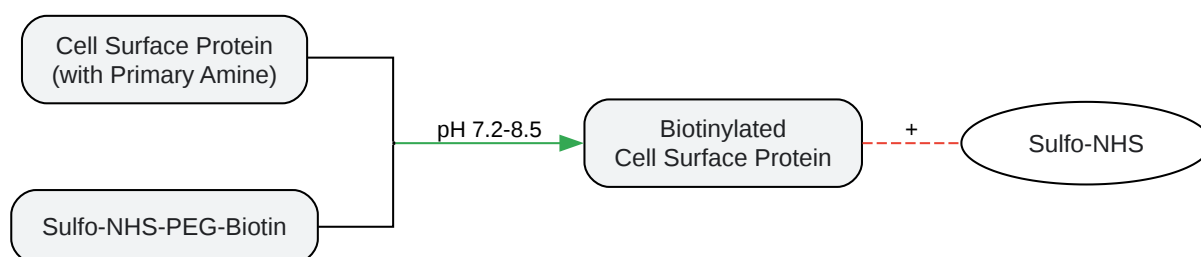 Cell Surface Protein
(with Primary Amine)
pH 7.2-8.5
Biotinylated
Cell Surface Protein
+
Sulfo-NHS
Sulfo-NHS-PEG-Biotin